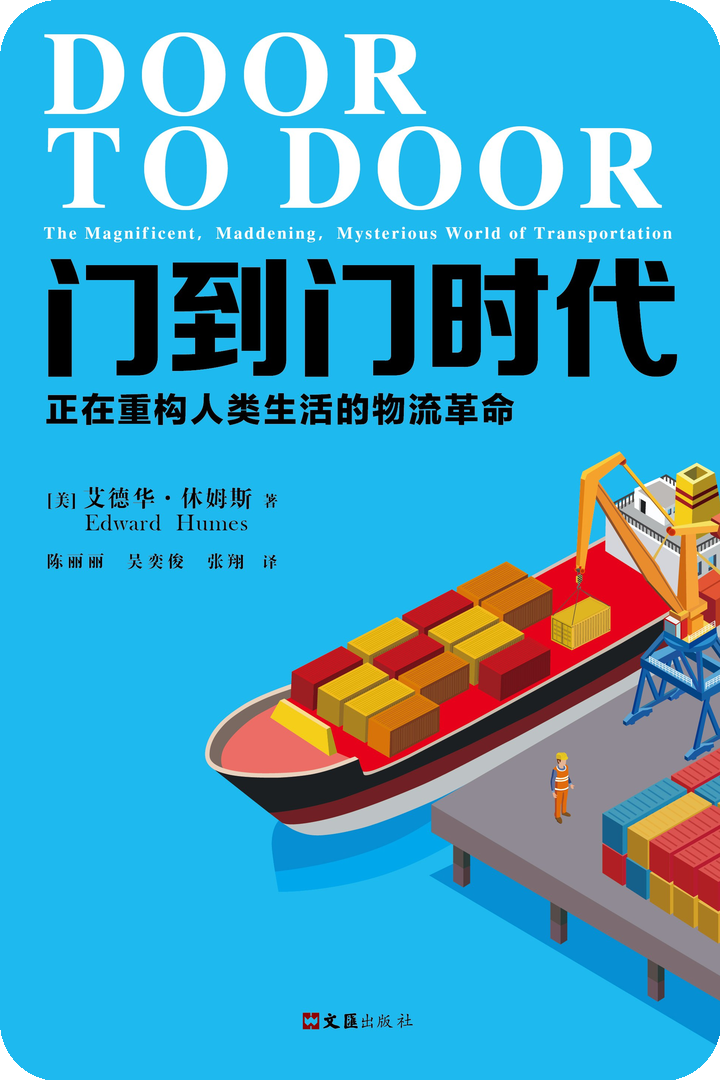 DOOR
TO DOOR
The Magnificent, Maddening, Mysterious World of Transportation
门到门时代
正在重构人类生活的物流革命
[美] 艾德华·休姆斯 著
Edward Humes
陈丽丽 吴奕俊 张翔 译
文匯出版社